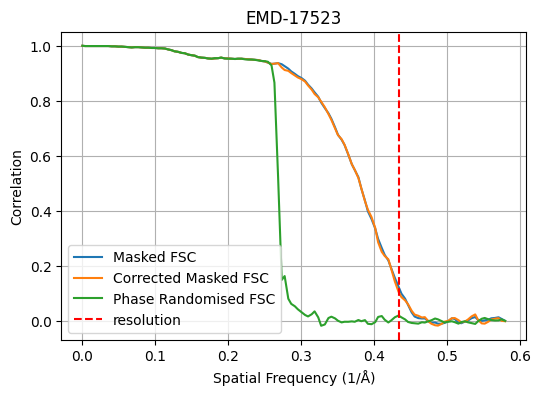 EMD-17523
1.0
0.8
0.6
0.4
0.2
0.0
Correlation
Masked FSC
Corrected Masked FSC
Phase Randomised FSC
resolution
0.0 0.1 0.2 0.3 0.4 0.5 0.6
Spatial Frequency (1/Å)